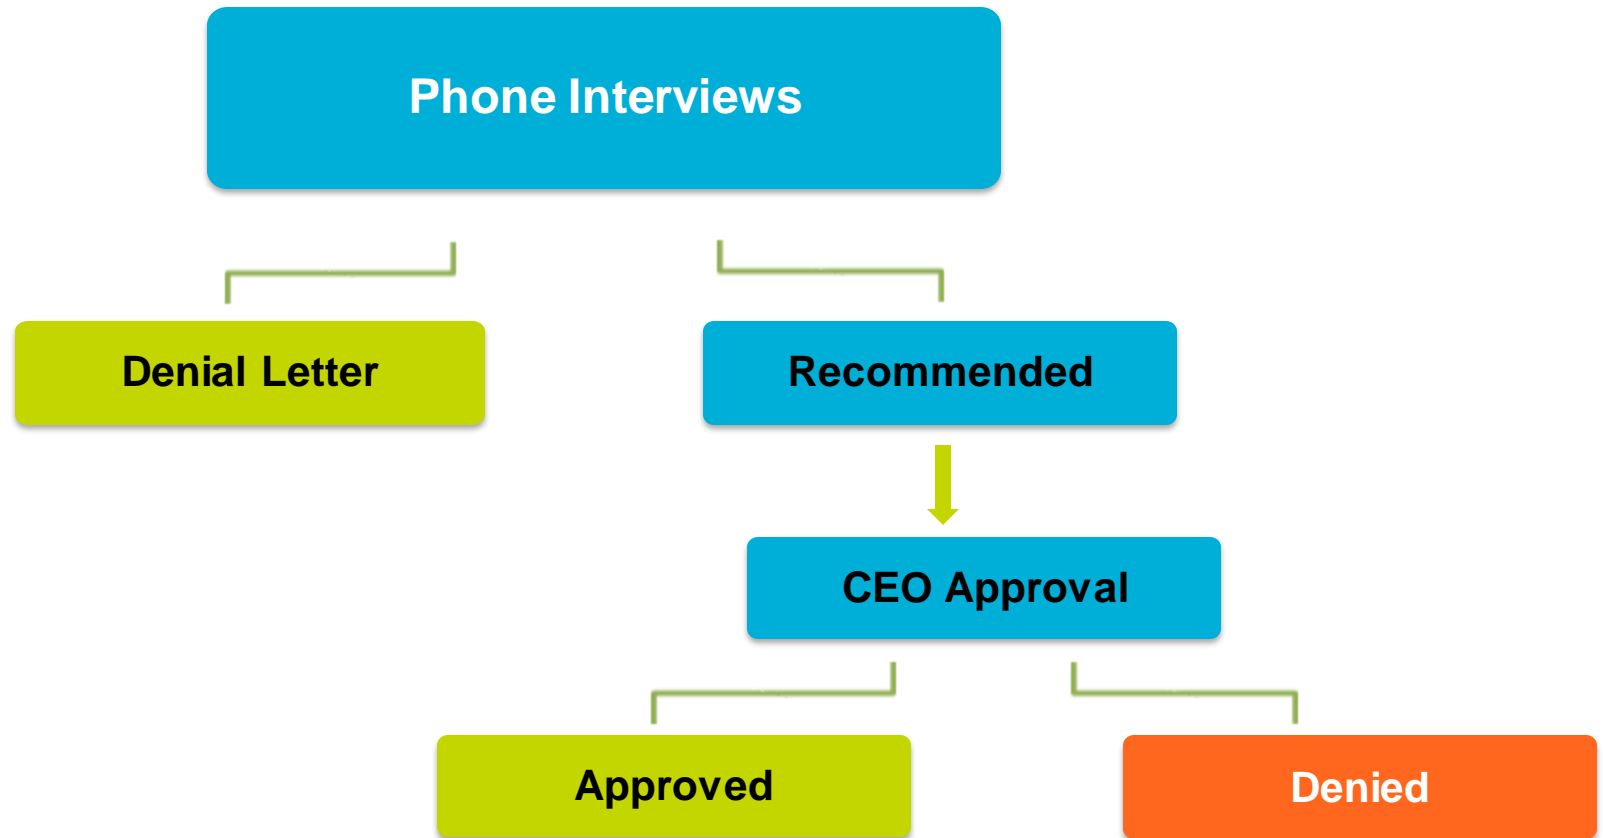 Phone Interviews
Denial Letter
Recommended
CEO Approval
Approved
Denied